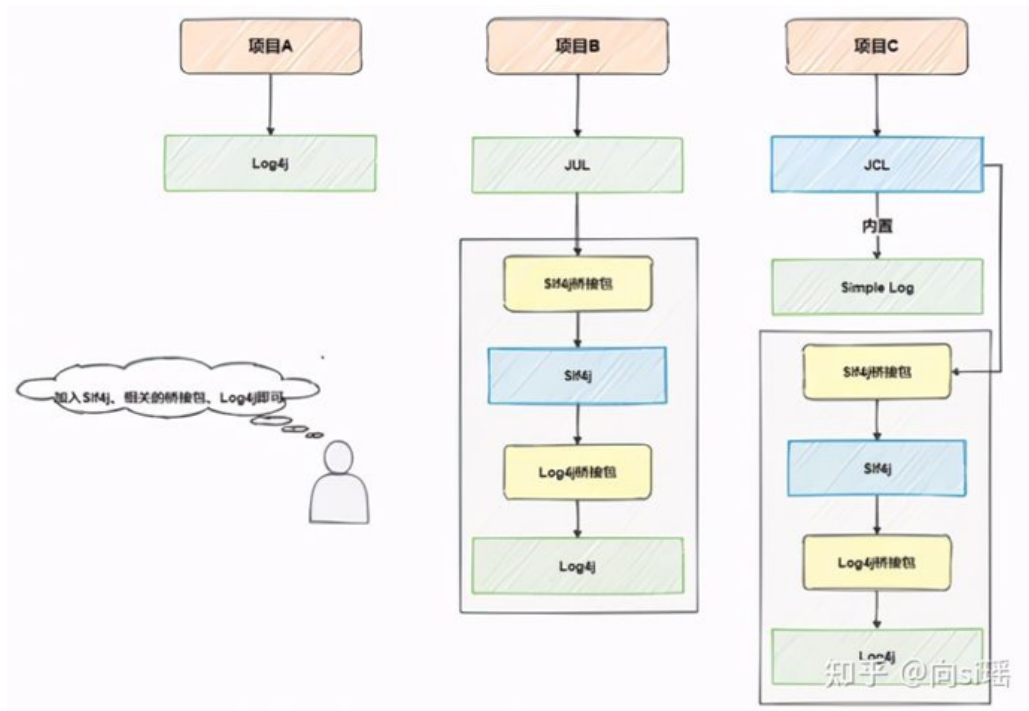 项目A
项目B
项目C
Log4j
JUL
JCL
内置
Simple Log
Slf4j桥接包
Slf4j
Log4j桥接包
Log4j
Slf4j桥接包
Slf4j
Log4j桥接包
Log4j
加入Slf4j、相关的桥接包、Log4j即可
知乎 @向si瑶